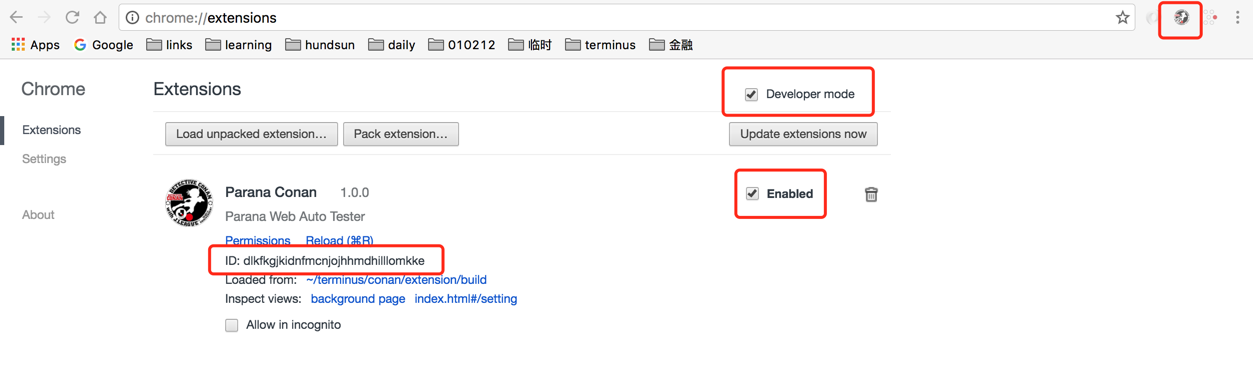 chrome://extensions
Apps Google links learning hundsun daily 010212 临时 terminus 金融
Chrome
Extensions
Developer mode
Extensions
Load unpacked extension... Pack extension... Update extensions now
Settings
Parana Conan 1.0.0 Enabled
About
Parana Web Auto Tester
Permissions Reload (⌘R)
ID: dlkfkgjkidnfmcnjojhhmdhilllomkke
Loaded from: ~/terminus/conan/extension/build
Inspect views: background page index.html#/setting
Allow in incognito